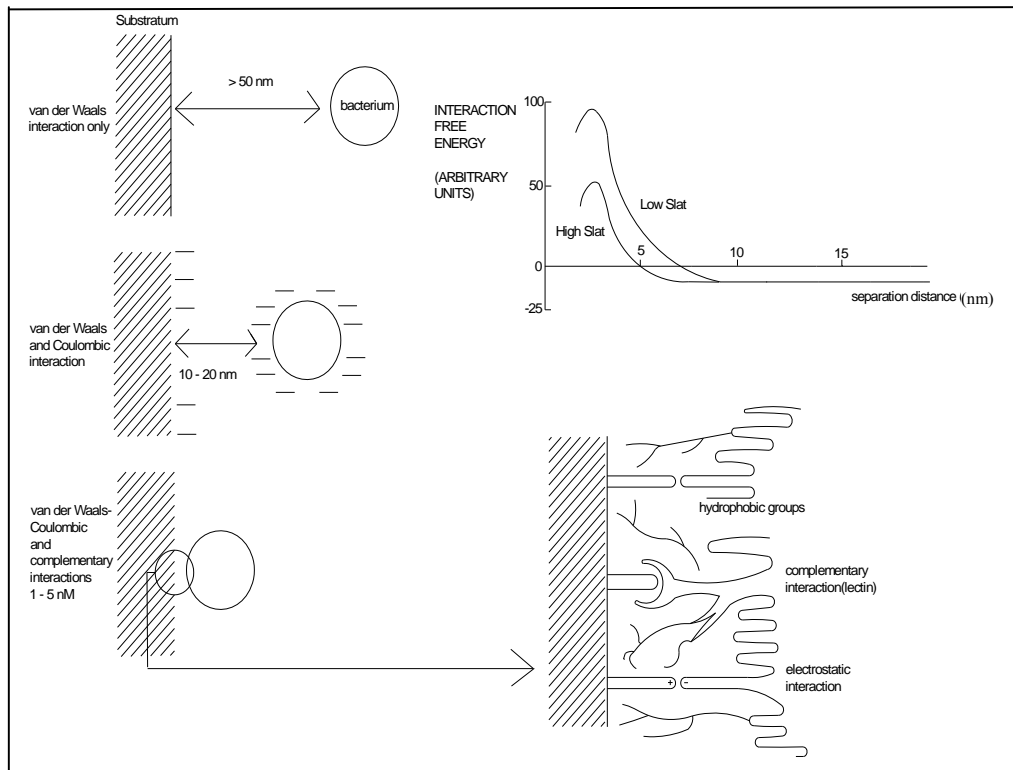 Substratum
> 50 nm
bacterium
van der Waals
interaction only
INTERACTION
FREE
ENERGY
(ARBITRARY
UNITS)
100
50
0
-25
Low Slat
High Slat
5
10
15
separation distance (nm)
van der Waals
and Coulombic
interaction
10 - 20 nm
van der Waals-
Coulombic
and
complementary
interactions
1 - 5 nM
hydrophobic groups
complementary
interaction(lectin)
+ -
electrostatic
interaction